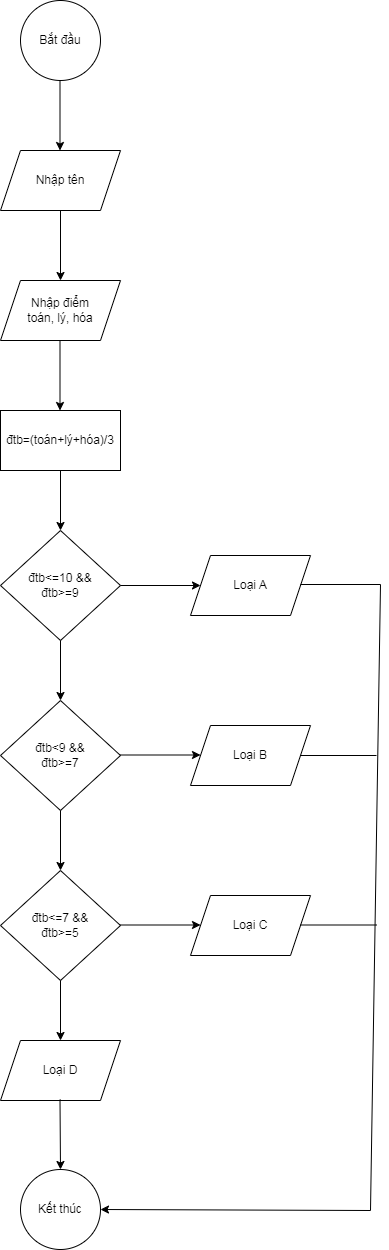 Bắt đầu
Nhập tên
Nhập điểm
toán, lý, hóa
đtb=(toán+lý+hóa)/3
đtb<=10 &&
đtb>=9
Loại A
đtb<9 &&
đtb>=7
Loại B
đtb<=7 &&
đtb>=5
Loại C
Loại D
Kết thúc